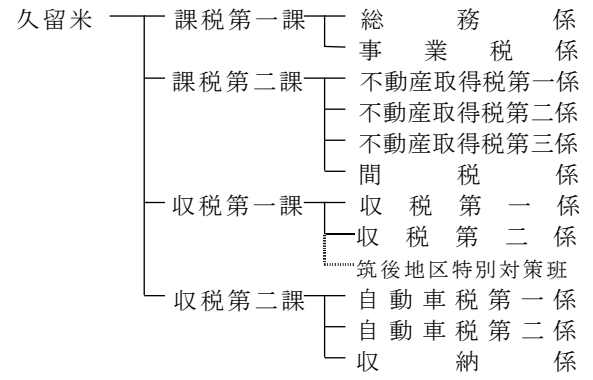 久留米 課税第一課 総務係
事業税係
課税第二課 不動産取得税第一係
不動産取得税第二係
不動産取得税第三係
間税係
収税第一課 収税第一係
収税第二係
筑後地区特別対策班
収税第二課 自動車税第一係
自動車税第二係
収納係